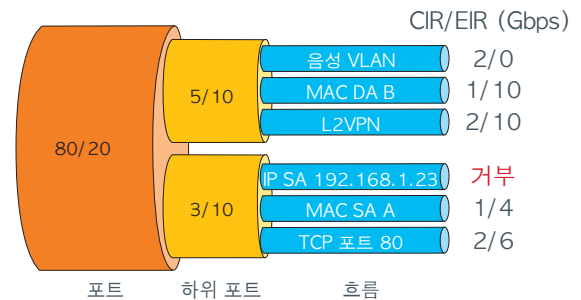 CIR/EIR (Gbps)
음성 VLAN 2/0
5/10 MAC DA B 1/10
L2VPN 2/10
80/20
IP SA 192.168.1.23 거부
3/10 MAC SA A 1/4
TCP 포트 80 2/6
포트 하위 포트 흐름